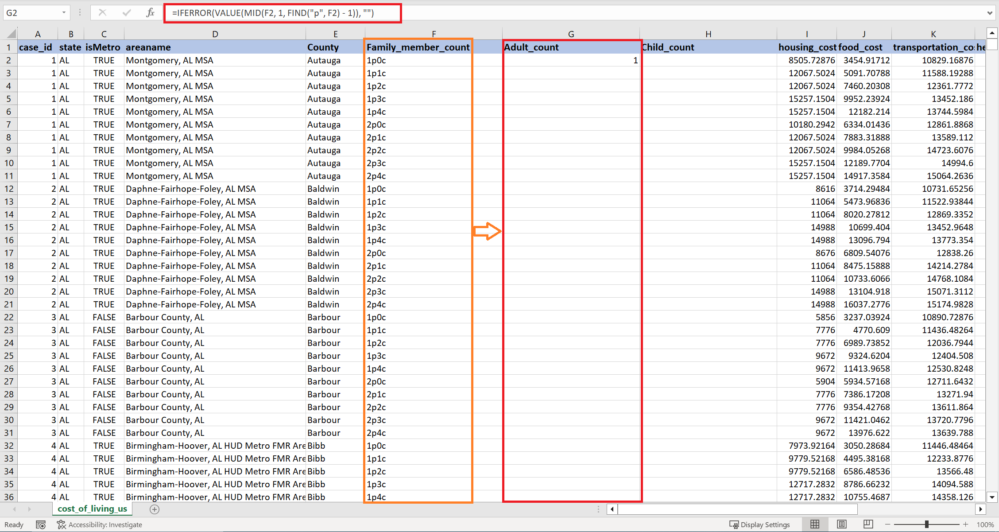 G2 fx =IFERROR(VALUE(MID(F2, 1, FIND("p", F2) - 1)), "")
A B C D E F G H I J K
1 case_id state isMetro areaname County Family_member_count Adult_count Child_count housing_cost food_cost transportation_co he
2 1 AL TRUE Montgomery, AL MSA Autauga 1p0c 1 8505.72876 3454.91712 10829.16876
3 1 AL TRUE Montgomery, AL MSA Autauga 1p1c 12067.5024 5091.70788 11588.19288
4 1 AL TRUE Montgomery, AL MSA Autauga 1p2c 12067.5024 7460.20308 12361.7772
5 1 AL TRUE Montgomery, AL MSA Autauga 1p3c 15257.1504 9952.23924 13452.186
6 1 AL TRUE Montgomery, AL MSA Autauga 1p4c 15257.1504 12182.214 13744.5984
7 1 AL TRUE Montgomery, AL MSA Autauga 2p0c 10180.2942 6334.01436 12861.8868
8 1 AL TRUE Montgomery, AL MSA Autauga 2p1c 12067.5024 7883.31888 13589.112
9 1 AL TRUE Montgomery, AL MSA Autauga 2p2c 12067.5024 9984.05268 14723.6076
10 1 AL TRUE Montgomery, AL MSA Autauga 2p3c 15257.1504 12189.7704 14994.6
11 1 AL TRUE Montgomery, AL MSA Autauga 2p4c 15257.1504 14917.3584 15064.2636
12 2 AL TRUE Daphne-Fairhope-Foley, AL MSA Baldwin 1p0c 8616 3714.29484 10731.65256
13 2 AL TRUE Daphne-Fairhope-Foley, AL MSA Baldwin 1p1c 11064 5473.96836 11522.93844
14 2 AL TRUE Daphne-Fairhope-Foley, AL MSA Baldwin 1p2c 11064 8020.27812 12869.3352
15 2 AL TRUE Daphne-Fairhope-Foley, AL MSA Baldwin 1p3c 14988 10699.404 13452.9648
16 2 AL TRUE Daphne-Fairhope-Foley, AL MSA Baldwin 1p4c 14988 13096.794 13773.354
17 2 AL TRUE Daphne-Fairhope-Foley, AL MSA Baldwin 2p0c 8676 6809.54076 12838.26
18 2 AL TRUE Daphne-Fairhope-Foley, AL MSA Baldwin 2p1c 11064 8475.15888 14214.2784
19 2 AL TRUE Daphne-Fairhope-Foley, AL MSA Baldwin 2p2c 11064 10733.6066 14768.1084
20 2 AL TRUE Daphne-Fairhope-Foley, AL MSA Baldwin 2p3c 14988 13104.918 15071.3112
21 2 AL TRUE Daphne-Fairhope-Foley, AL MSA Baldwin 2p4c 14988 16037.2776 15174.9828
22 3 AL FALSE Barbour County, AL Barbour 1p0c 5856 3237.03924 10890.72876
23 3 AL FALSE Barbour County, AL Barbour 1p1c 7776 4770.609 11436.48264
24 3 AL FALSE Barbour County, AL Barbour 1p2c 7776 6989.73852 12036.7944
25 3 AL FALSE Barbour County, AL Barbour 1p3c 9672 9324.6204 12404.508
26 3 AL FALSE Barbour County, AL Barbour 1p4c 9672 11413.9658 12530.8248
27 3 AL FALSE Barbour County, AL Barbour 2p0c 5904 5934.57168 12711.6432
28 3 AL FALSE Barbour County, AL Barbour 2p1c 7776 7386.17208 13271.94
29 3 AL FALSE Barbour County, AL Barbour 2p2c 7776 9354.42768 13611.864
30 3 AL FALSE Barbour County, AL Barbour 2p3c 9672 11421.0462 13720.7796
31 3 AL FALSE Barbour County, AL Barbour 2p4c 9672 13976.622 13639.788
32 4 AL TRUE Birmingham-Hoover, AL HUD Metro FMR Are Bibb 1p0c 7973.92164 3050.28684 11446.48464
33 4 AL TRUE Birmingham-Hoover, AL HUD Metro FMR Are Bibb 1p1c 9779.52168 4495.38168 12233.8776
34 4 AL TRUE Birmingham-Hoover, AL HUD Metro FMR Are Bibb 1p2c 9779.52168 6586.48536 13566.48
35 4 AL TRUE Birmingham-Hoover, AL HUD Metro FMR Are Bibb 1p3c 12717.2832 8786.66232 14094.588
36 4 AL TRUE Birmingham-Hoover, AL HUD Metro FMR Are Bibb 1p4c 12717.2832 10755.4687 14358.126
cost_of_living_us
Ready Accessibility: Investigate Display Settings 100%